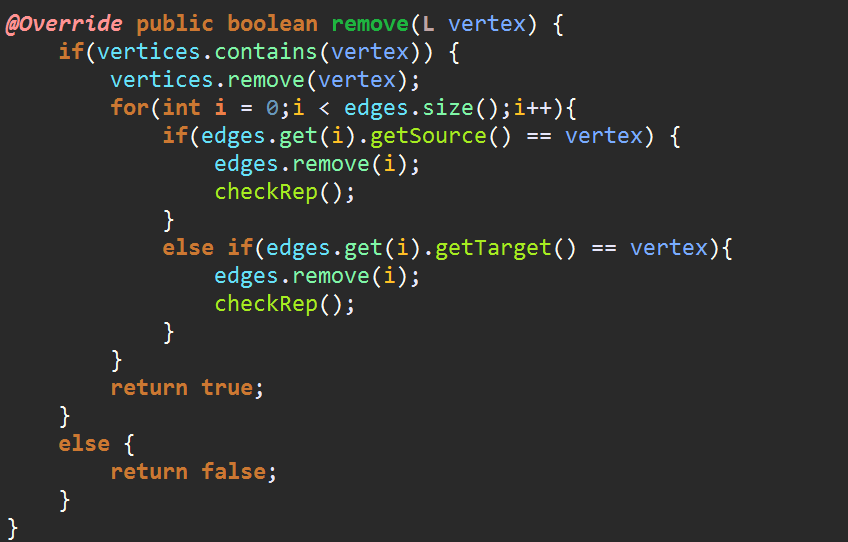 @Override public boolean remove(L vertex) {
    if(vertices.contains(vertex)) {
        vertices.remove(vertex);
        for(int i = 0;i < edges.size();i++){
            if(edges.get(i).getSource() == vertex) {
                edges.remove(i);
                checkRep();
            }
            else if(edges.get(i).getTarget() == vertex){
                edges.remove(i);
                checkRep();
            }
        }
        return true;
    }
    else {
        return false;
    }
}